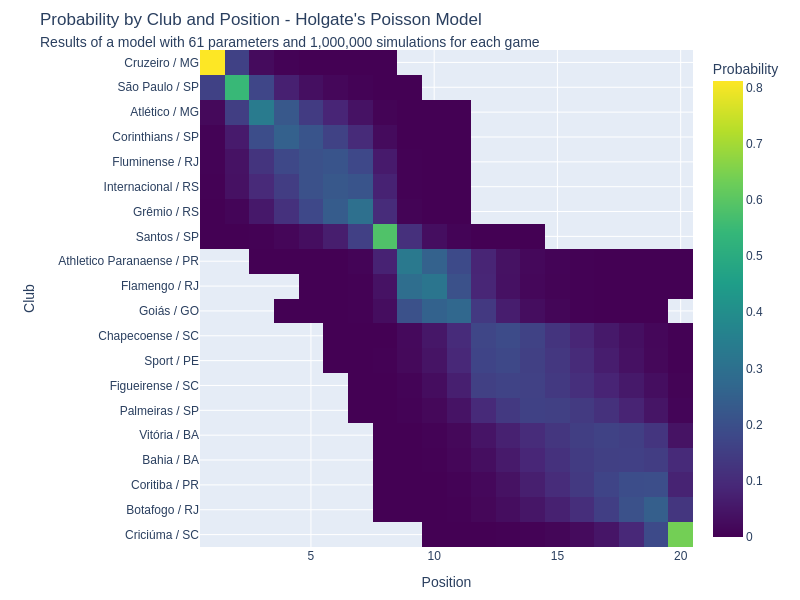 Probability by Club and Position - Holgate's Poisson Model
Results of a model with 61 parameters and 1,000,000 simulations for each game
Probability
Club
Cruzeiro / MG
São Paulo / SP
Atlético / MG
Corinthians / SP
Fluminense / RJ
Internacional / RS
Grêmio / RS
Santos / SP
Athletico Paranaense / PR
Flamengo / RJ
Goiás / GO
Chapecoense / SC
Sport / PE
Figueirense / SC
Palmeiras / SP
Vitória / BA
Bahia / BA
Coritiba / PR
Botafogo / RJ
Criciúma / SC
0.8
0.7
0.6
0.5
0.4
0.3
0.2
0.1
0
5
10
15
20
Position